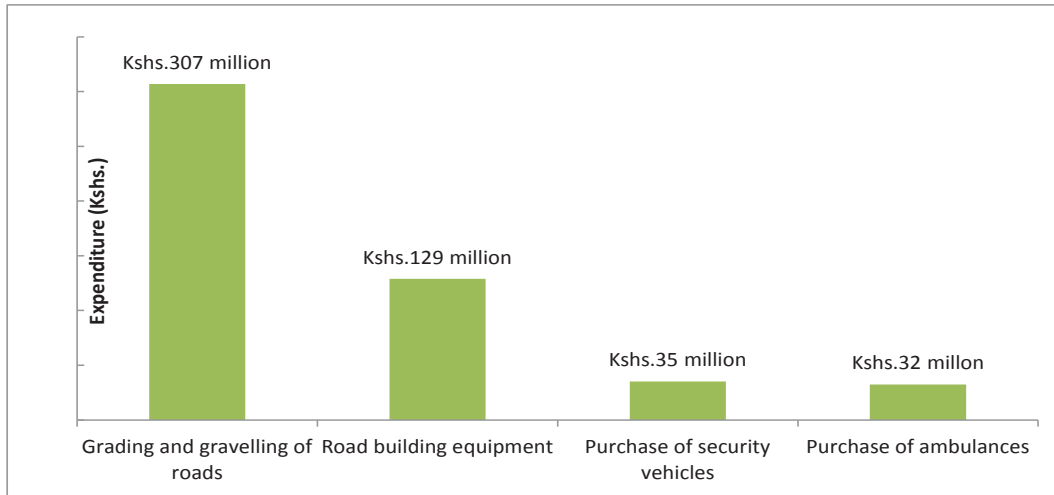 Kshs.307 million
Kshs.129 million
Kshs.35 million
Kshs.32 millon
Expenditure (Kshs.)
Grading and gravelling of
roads
Road building equipment
Purchase of security
vehicles
Purchase of ambulances